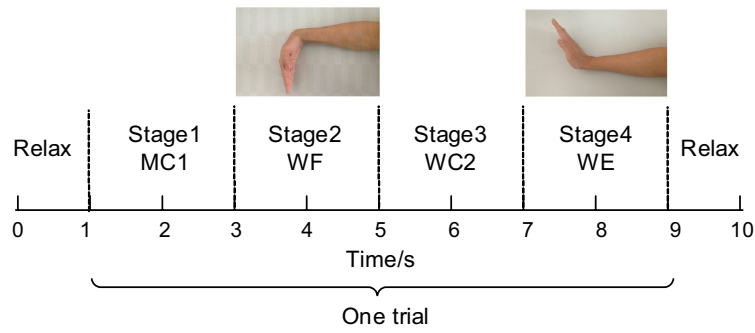 Relax
Stage1
MC1
Stage2
WF
Stage3
WC2
Stage4
WE
Relax
0 1 2 3 4 5 6 7 8 9 10
Time/s
One trial